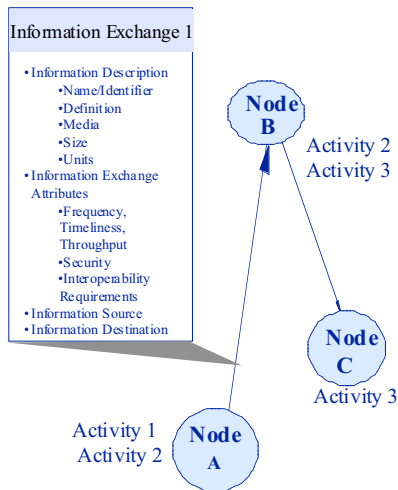 Information Exchange 1
•Information Description
•Name/Identifier
•Definition
•Media
•Size
•Units
•Information Exchange
Attributes
•Frequency,
Timeliness,
Throughput
•Security
•Interoperability
Requirements
•Information Source
•Information Destination
Node
B
Activity 2
Activity 3
Node
C
Activity 3
Activity 1
Activity 2
Node
A